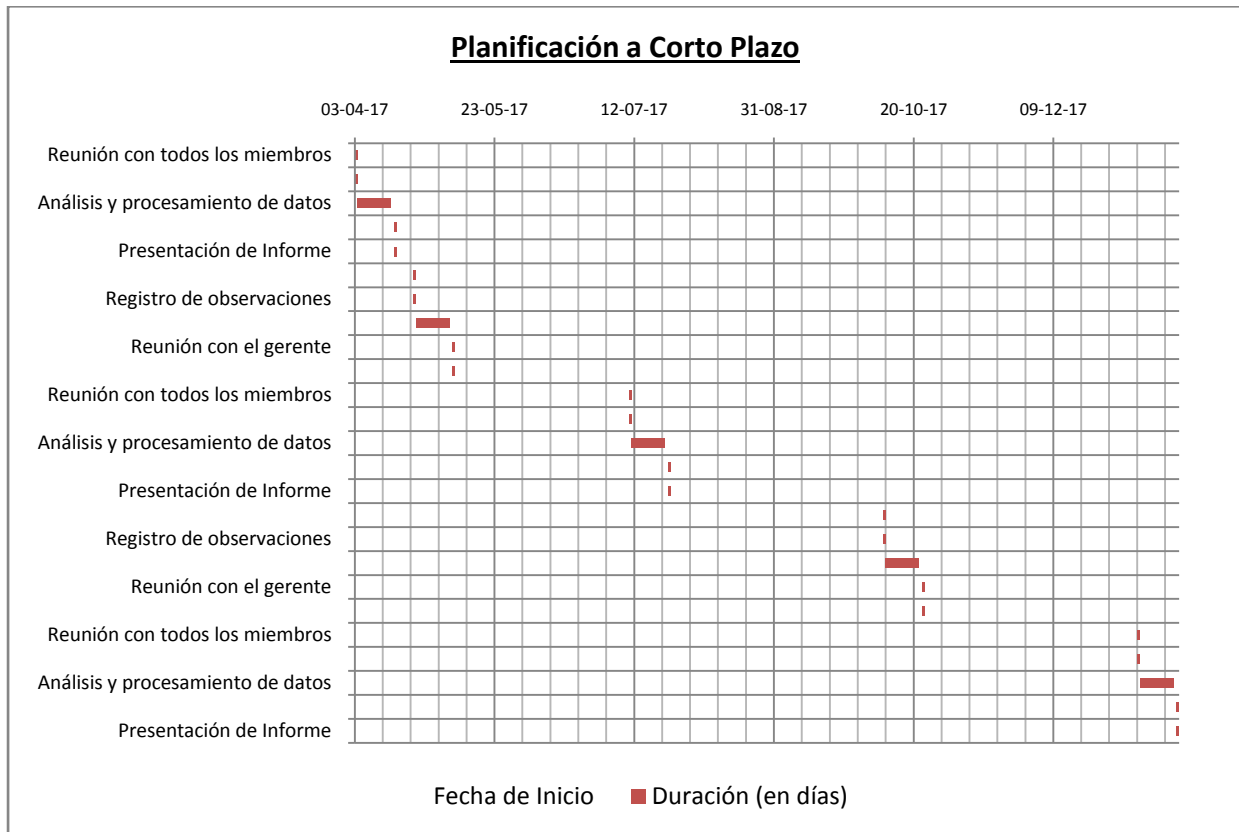 Planificación a Corto Plazo
03-04-17 23-05-17 12-07-17 31-08-17 20-10-17 09-12-17
Reunión con todos los miembros
Análisis y procesamiento de datos
Presentación de Informe
Registro de observaciones
Reunión con el gerente
Reunión con todos los miembros
Análisis y procesamiento de datos
Presentación de Informe
Registro de observaciones
Reunión con el gerente
Reunión con todos los miembros
Análisis y procesamiento de datos
Presentación de Informe
Fecha de Inicio Duración (en días)